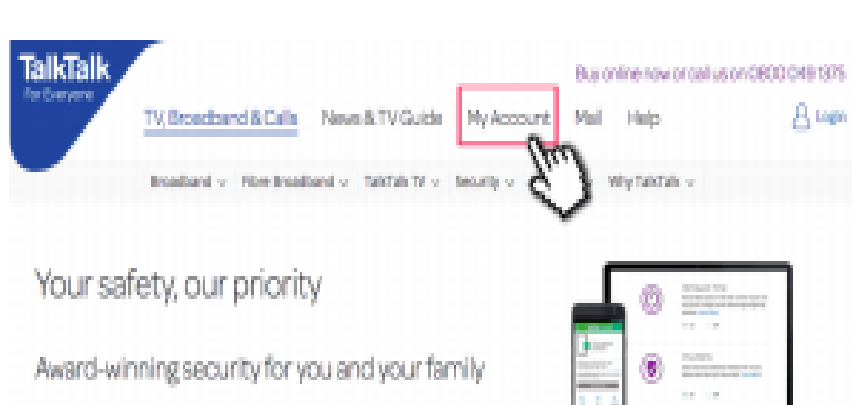 TalkTalk
For Everyone
Buy online now or call us on 0800 049 1375
TV, Broadband & Calls News & TV Guide My Account Mail Help Login
Broadband Fibre Broadband TalkTalk TV Security Why TalkTalk
Your safety, our priority
Award-winning security for you and your family